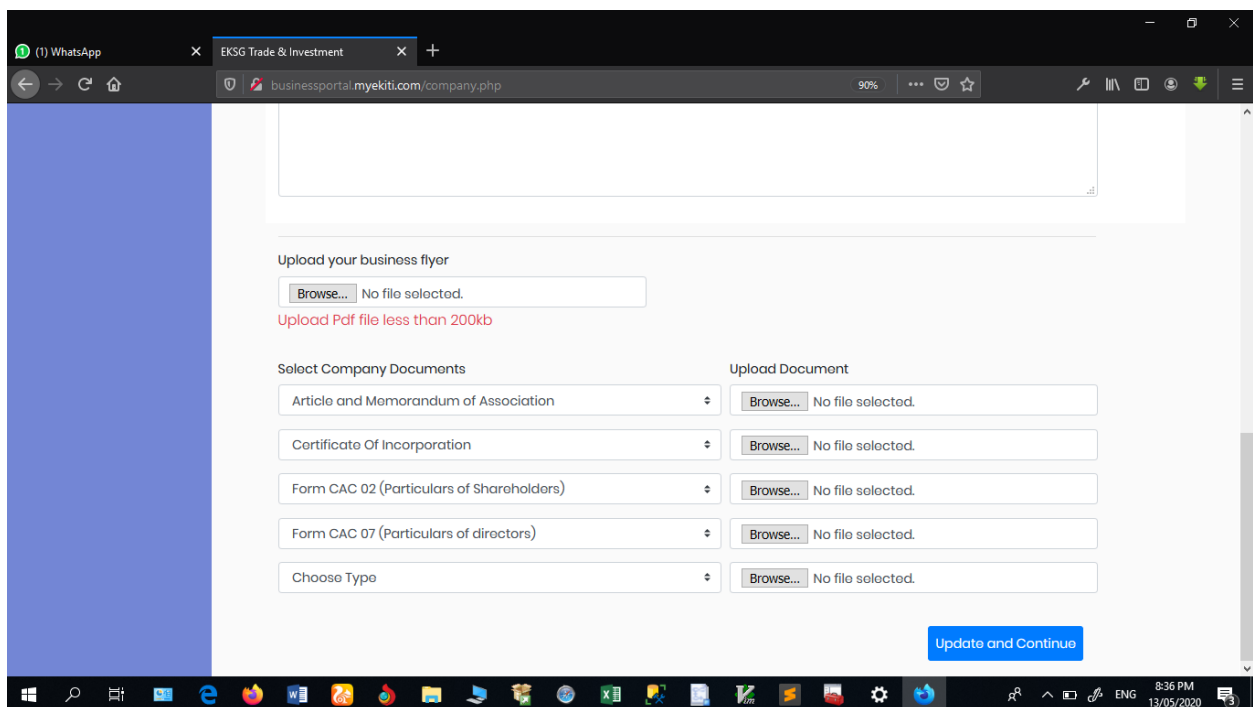 (1) WhatsApp
EKSG Trade & Investment
businessportal.myekiti.com/company.php 90%
Upload your business flyer
Browse... No file selected.
Upload Pdf file less than 200kb
Select Company Documents Upload Document
Article and Memorandum of Association Browse... No file selected.
Certificate Of Incorporation Browse... No file selected.
Form CAC 02 (Particulars of Shareholders) Browse... No file selected.
Form CAC 07 (Particulars of directors) Browse... No file selected.
Choose Type Browse... No file selected.
Update and Continue
ENG 8:36 PM
13/05/2020